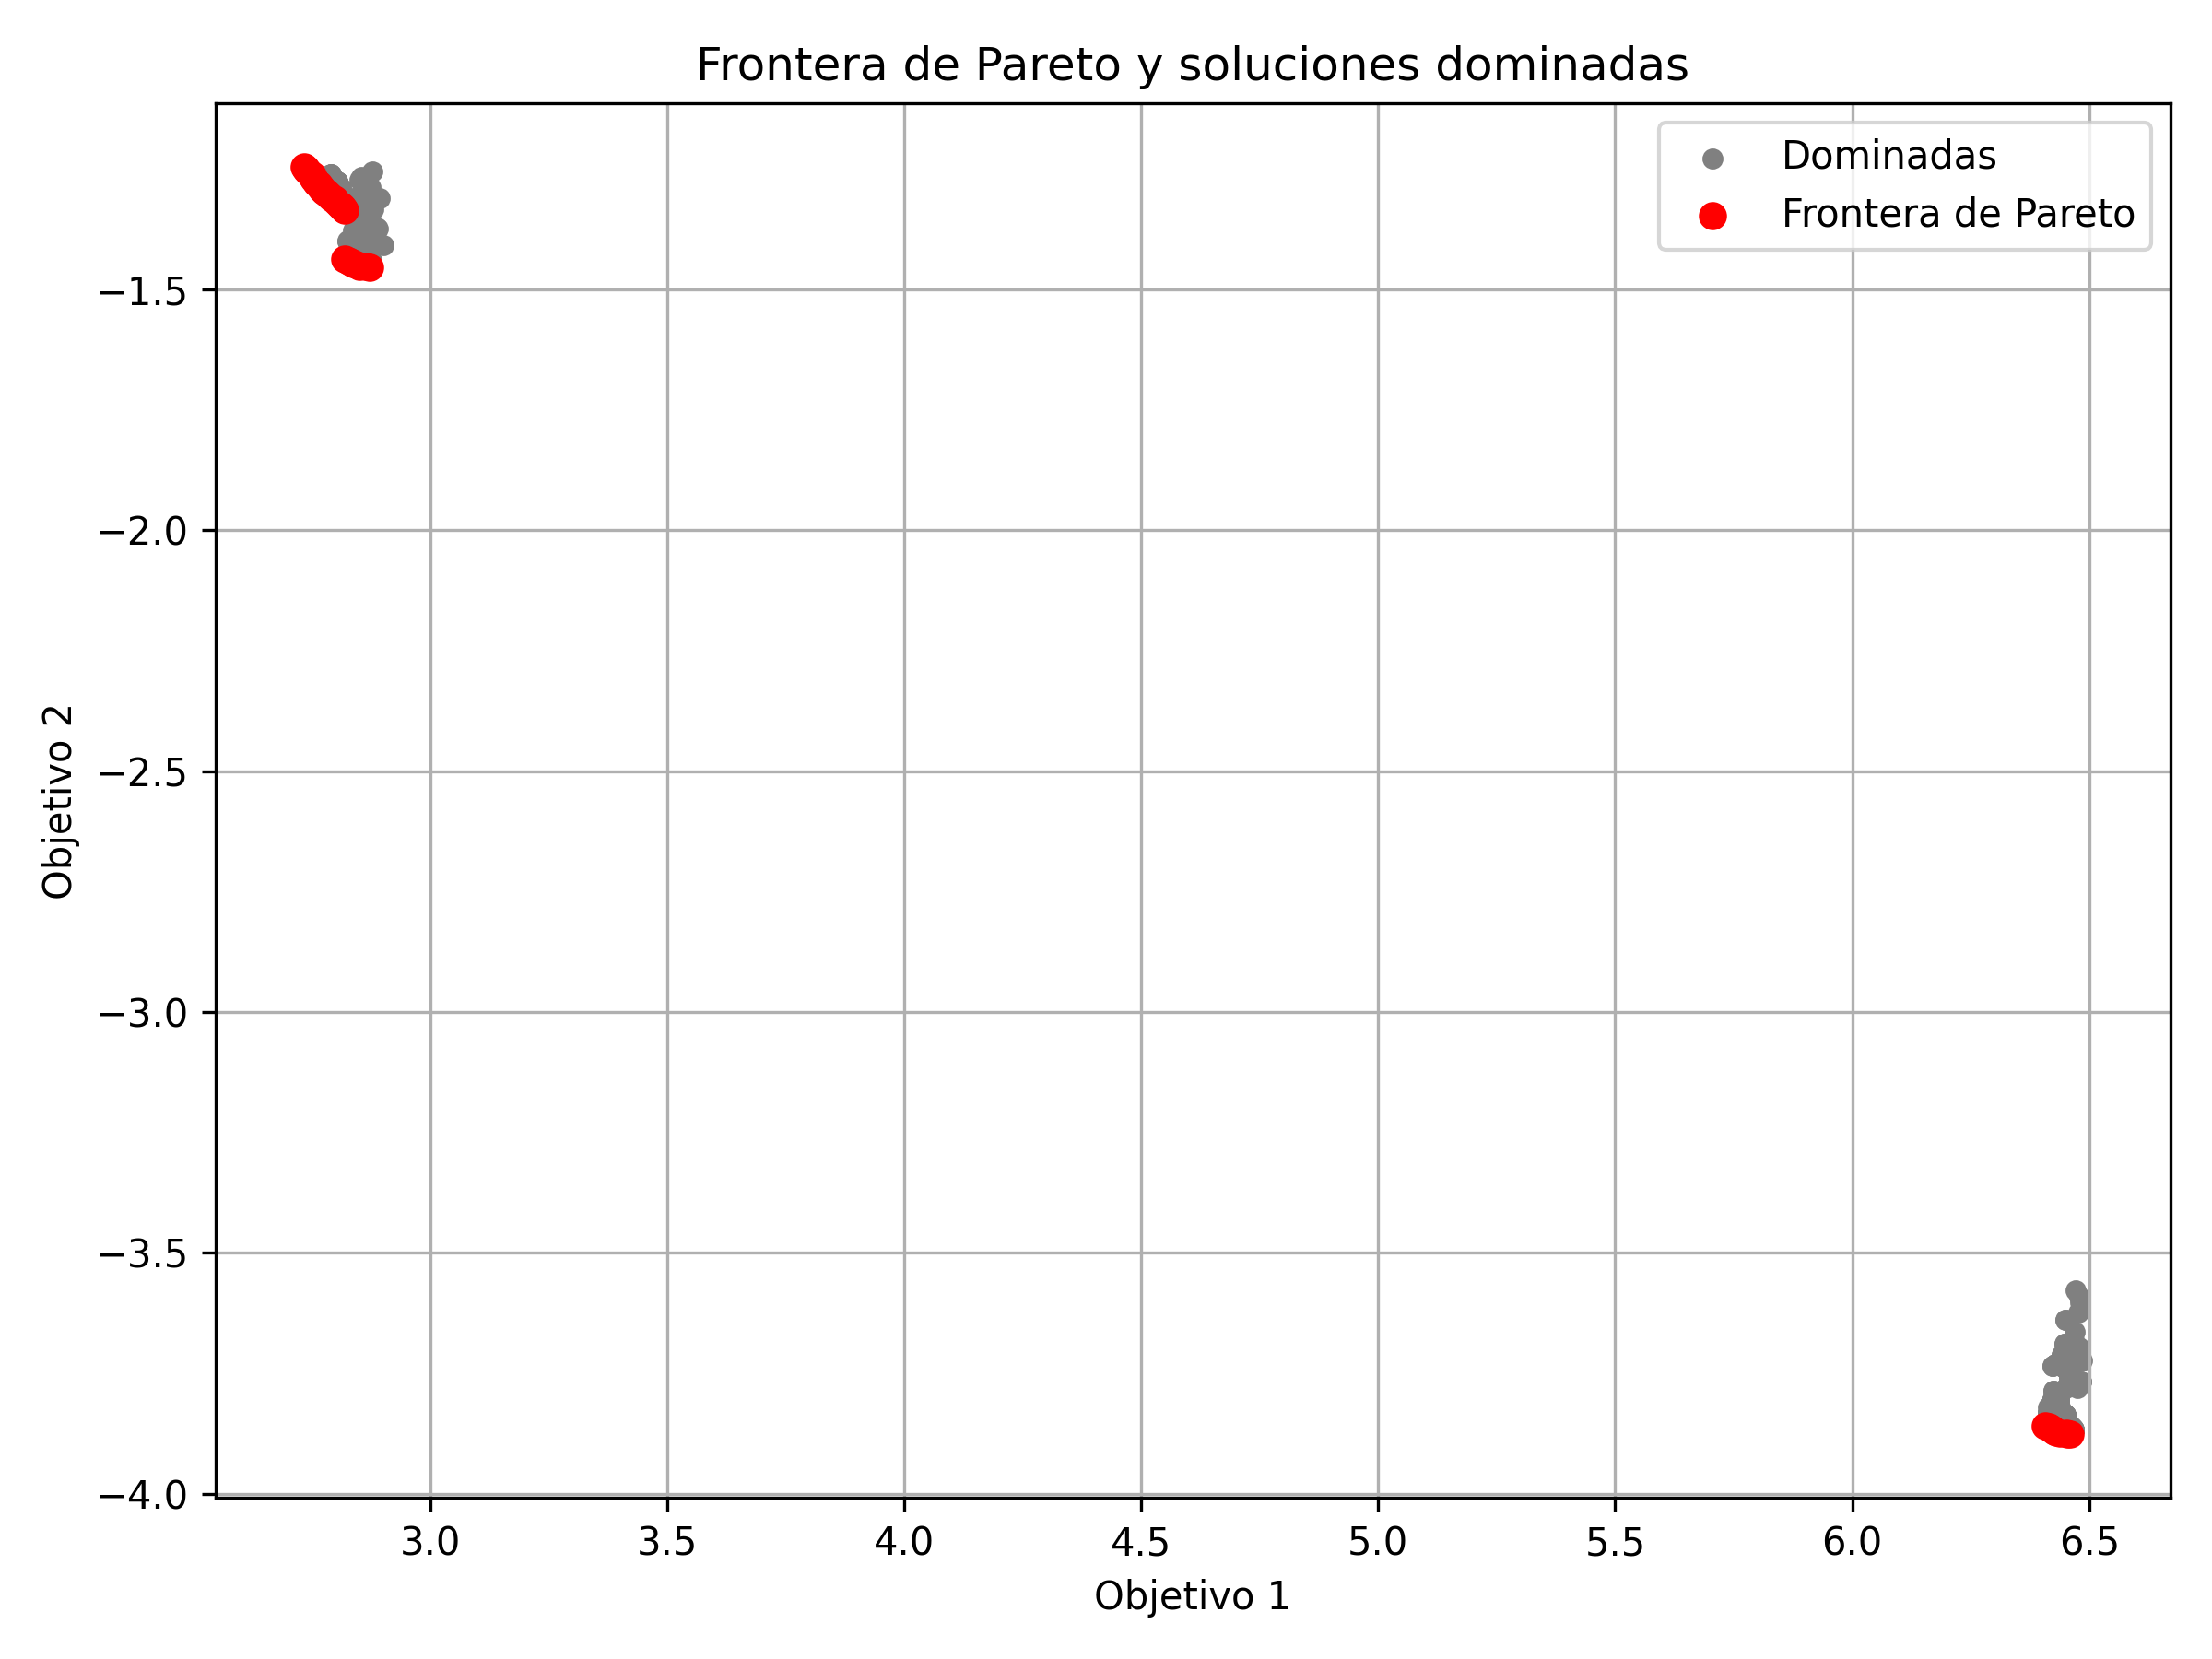 Frontera de Pareto y soluciones dominadas
Dominadas
Frontera de Pareto
−1.5
−2.0
−2.5
−3.0
−3.5
−4.0
Objetivo 2
3.0 3.5 4.0 4.5 5.0 5.5 6.0 6.5
Objetivo 1